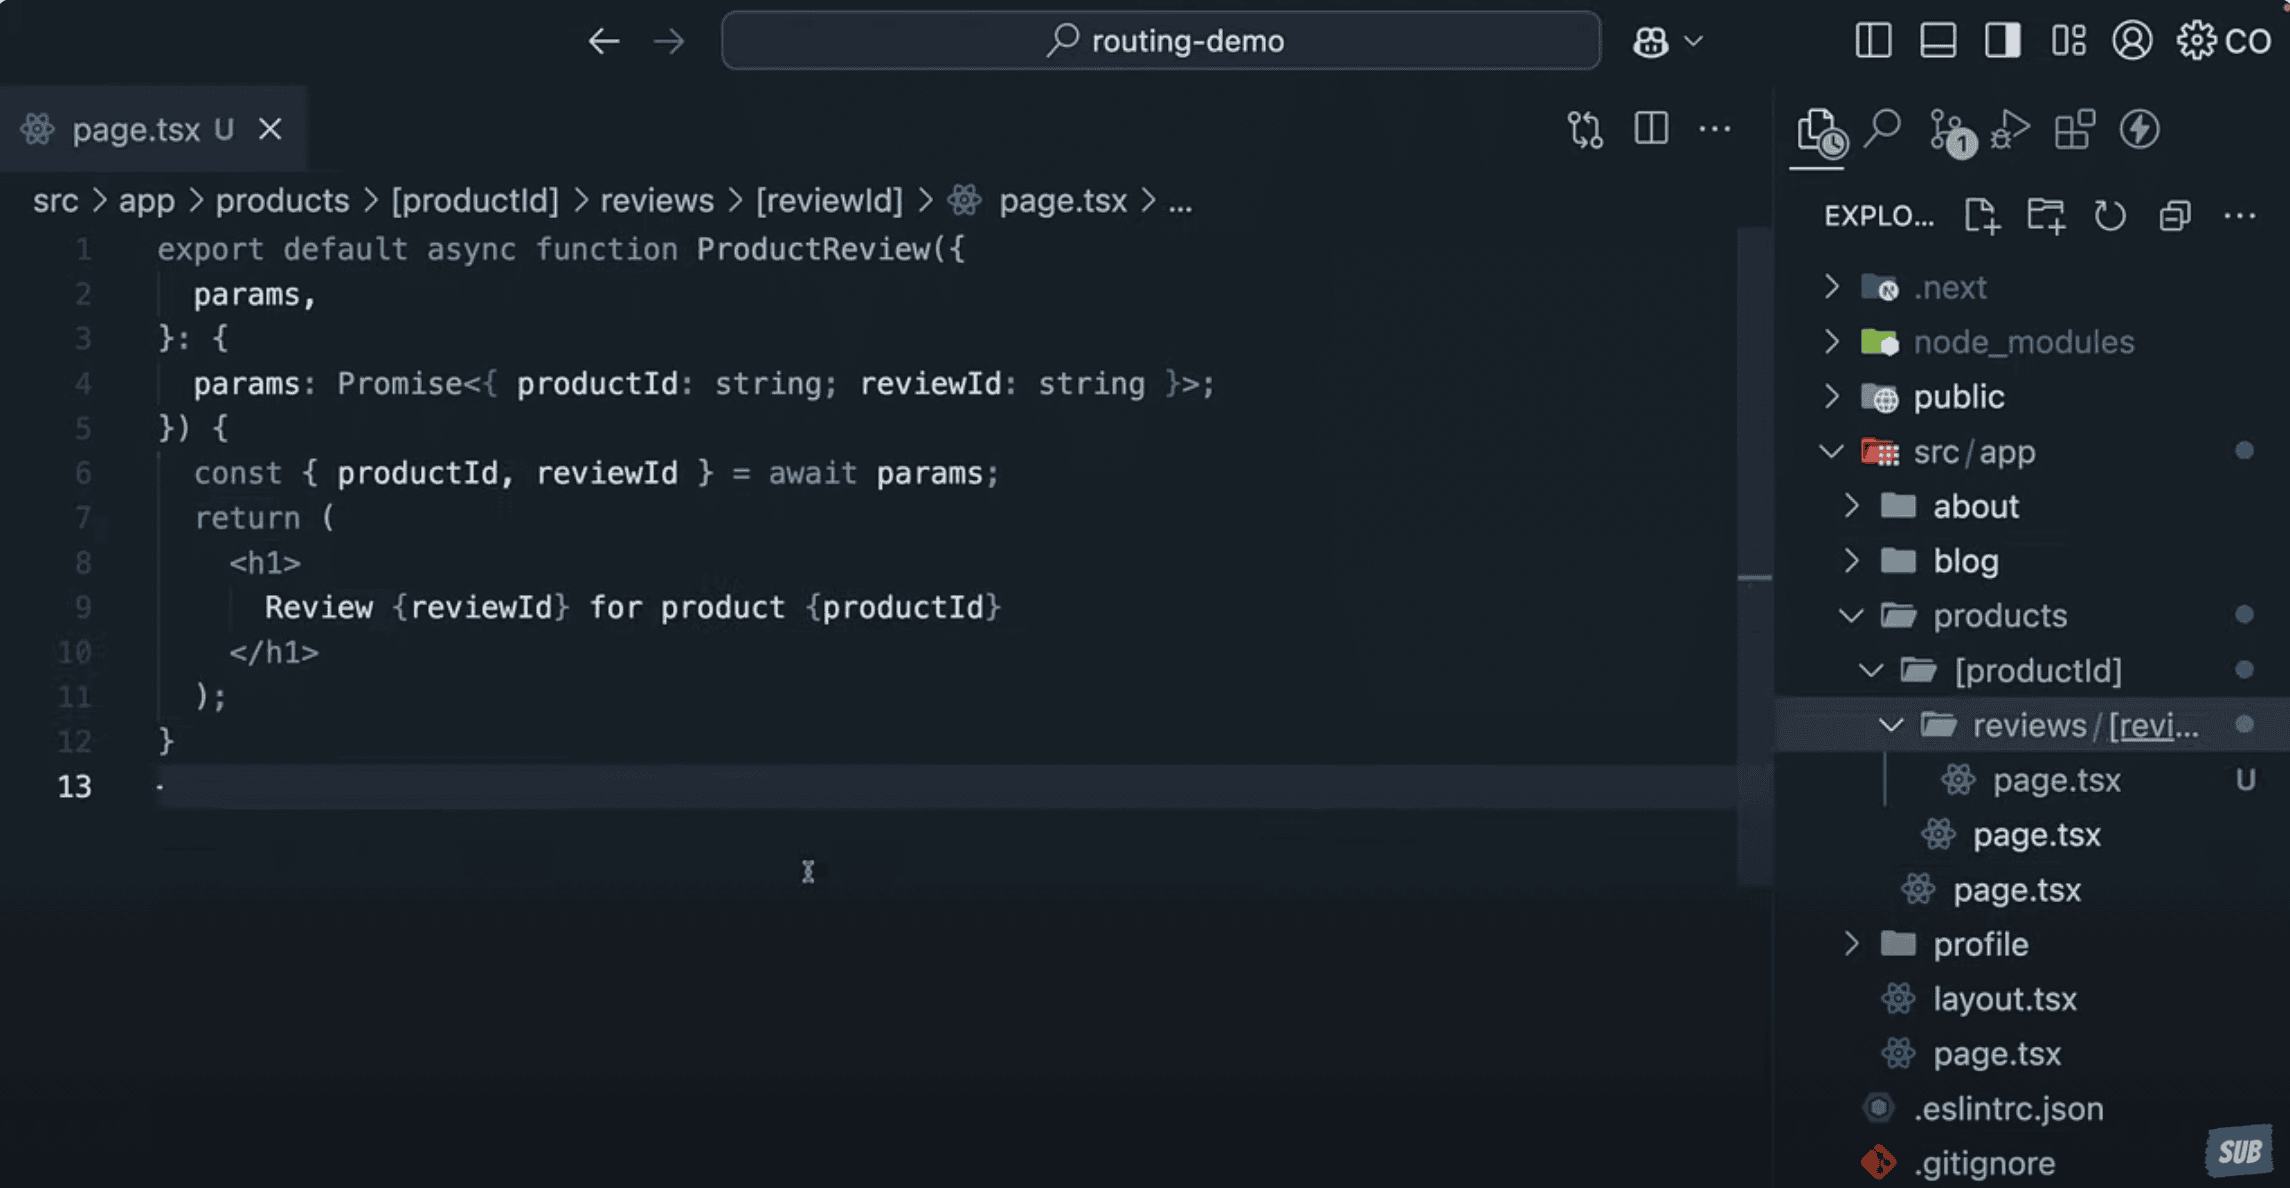 routing-demo
CO
page.tsx U
src > app > products > [productId] > reviews > [reviewId] > page.tsx > ...
1 export default async function ProductReview({
2 params,
3 }: {
4 params: Promise<{ productId: string; reviewId: string }>;
5 }) {
6 const { productId, reviewId } = await params;
7 return (
8 <h1>
9 Review {reviewId} for product {productId}
10 </h1>
11 );
12 }
13
1
EXPLO...
.next
node_modules
public
src/app
about
blog
products
[productId]
reviews/[revi...
page.tsx U
page.tsx
page.tsx
profile
layout.tsx
page.tsx
.eslintrc.json
.gitignore
SUB